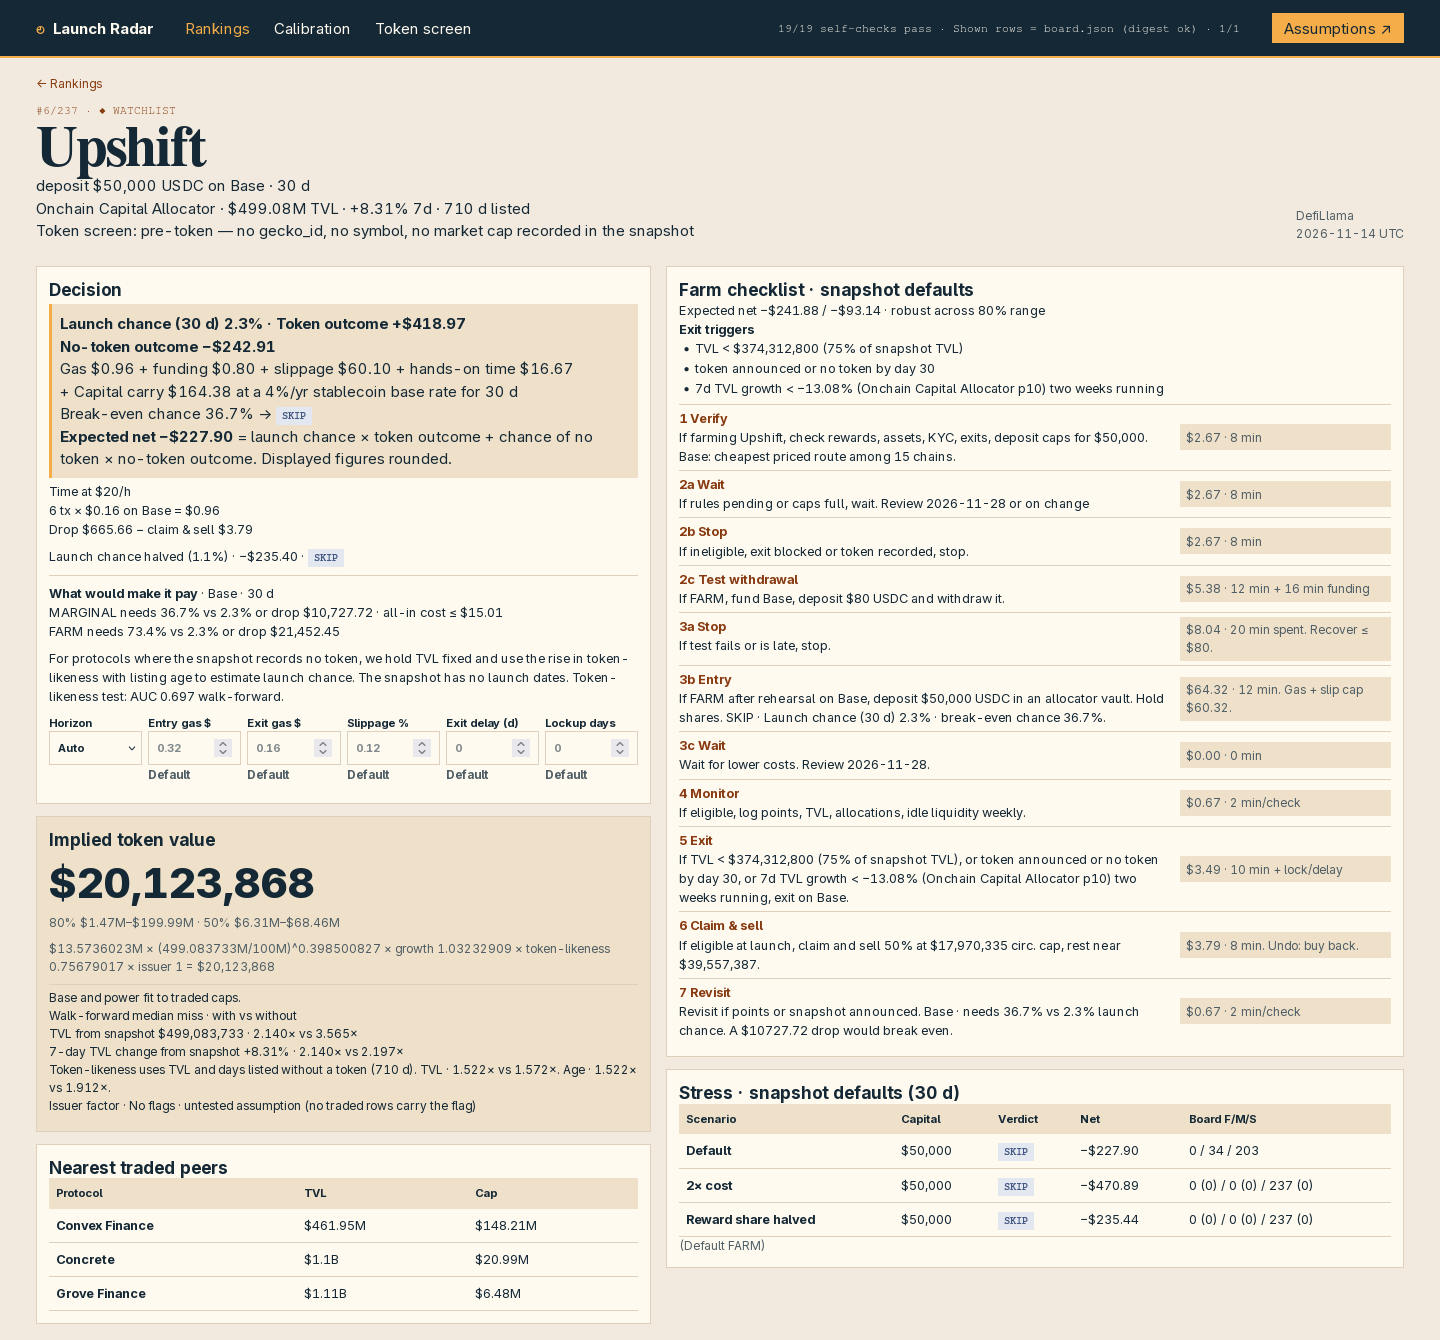 Launch Radar
Rankings
Calibration
Token screen
19/19 self-checks pass · Shown rows = board.json (digest ok) · 1/1
Assumptions ↗
← Rankings
#6/237 · ◆ WATCHLIST
Upshift
deposit $50,000 USDC on Base · 30 d
Onchain Capital Allocator · $499.08M TVL · +8.31% 7d · 710 d listed
Token screen: pre-token — no gecko_id, no symbol, no market cap recorded in the snapshot
DefiLlama
2026-11-14 UTC
Decision
Launch chance (30 d) 2.3% · Token outcome +$418.97
No-token outcome −$242.91
Gas $0.96 + funding $0.80 + slippage $60.10 + hands-on time $16.67
+ Capital carry $164.38 at a 4%/yr stablecoin base rate for 30 d
Break-even chance 36.7% → SKIP
Expected net −$227.90 = launch chance × token outcome + chance of no
token × no-token outcome. Displayed figures rounded.
Time at $20/h
6 tx × $0.16 on Base = $0.96
Drop $665.66 − claim & sell $3.79
Launch chance halved (1.1%) · −$235.40 · SKIP
What would make it pay · Base · 30 d
MARGINAL needs 36.7% vs 2.3% or drop $10,727.72 · all-in cost ≤ $15.01
FARM needs 73.4% vs 2.3% or drop $21,452.45
For protocols where the snapshot records no token, we hold TVL fixed and use the rise in token-
likeness with listing age to estimate launch chance. The snapshot has no launch dates. Token-
likeness test: AUC 0.697 walk-forward.
Horizon Entry gas $ Exit gas $ Slippage % Exit delay (d) Lockup days
Auto 0.32 0.16 0.12 0 0
Default Default Default Default Default
Implied token value
$20,123,868
80% $1.47M–$199.99M · 50% $6.31M–$68.46M
$13.5736023M × (499.083733M/100M)^0.398500827 × growth 1.03232909 × token-likeness
0.75679017 × issuer 1 = $20,123,868
Base and power fit to traded caps.
Walk-forward median miss · with vs without
TVL from snapshot $499,083,733 · 2.140× vs 3.565×
7-day TVL change from snapshot +8.31% · 2.140× vs 2.197×
Token-likeness uses TVL and days listed without a token (710 d). TVL · 1.522× vs 1.572×. Age · 1.522×
vs 1.912×.
Issuer factor · No flags · untested assumption (no traded rows carry the flag)
Nearest traded peers
Protocol TVL Cap
Convex Finance $461.95M $148.21M
Concrete $1.1B $20.99M
Grove Finance $1.11B $6.48M
Farm checklist · snapshot defaults
Expected net −$241.88 / −$93.14 · robust across 80% range
Exit triggers
• TVL < $374,312,800 (75% of snapshot TVL)
• token announced or no token by day 30
• 7d TVL growth < −13.08% (Onchain Capital Allocator p10) two weeks running
1 Verify
If farming Upshift, check rewards, assets, KYC, exits, deposit caps for $50,000.
Base: cheapest priced route among 15 chains.
$2.67 · 8 min
2a Wait
If rules pending or caps full, wait. Review 2026-11-28 or on change
$2.67 · 8 min
2b Stop
If ineligible, exit blocked or token recorded, stop.
$2.67 · 8 min
2c Test withdrawal
If FARM, fund Base, deposit $80 USDC and withdraw it.
$5.38 · 12 min + 16 min funding
3a Stop
If test fails or is late, stop.
$8.04 · 20 min spent. Recover ≤
$80.
3b Entry
If FARM after rehearsal on Base, deposit $50,000 USDC in an allocator vault. Hold
shares. SKIP · Launch chance (30 d) 2.3% · break-even chance 36.7%.
$64.32 · 12 min. Gas + slip cap
$60.32.
3c Wait
Wait for lower costs. Review 2026-11-28.
$0.00 · 0 min
4 Monitor
If eligible, log points, TVL, allocations, idle liquidity weekly.
$0.67 · 2 min/check
5 Exit
If TVL < $374,312,800 (75% of snapshot TVL), or token announced or no token
by day 30, or 7d TVL growth < −13.08% (Onchain Capital Allocator p10) two
weeks running, exit on Base.
$3.49 · 10 min + lock/delay
6 Claim & sell
If eligible at launch, claim and sell 50% at $17,970,335 circ. cap, rest near
$39,557,387.
$3.79 · 8 min. Undo: buy back.
7 Revisit
Revisit if points or snapshot announced. Base · needs 36.7% vs 2.3% launch
chance. A $10727.72 drop would break even.
$0.67 · 2 min/check
Stress · snapshot defaults (30 d)
Scenario Capital Verdict Net Board F/M/S
Default $50,000 SKIP −$227.90 0 / 34 / 203
2× cost $50,000 SKIP −$470.89 0 (0) / 0 (0) / 237 (0)
Reward share halved $50,000 SKIP −$235.44 0 (0) / 0 (0) / 237 (0)
(Default FARM)